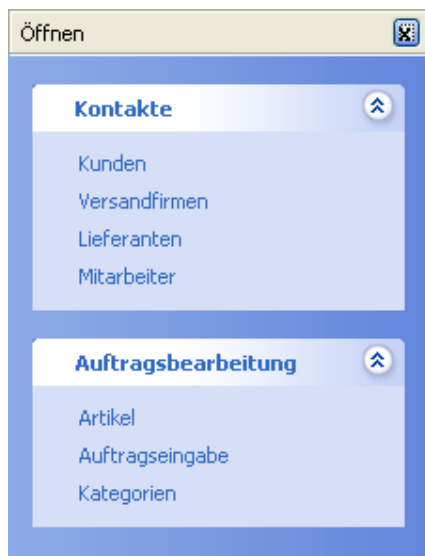 Öffnen
Kontakte
Kunden
Versandfirmen
Lieferanten
Mitarbeiter
Auftragsbearbeitung
Artikel
Auftragseingabe
Kategorien